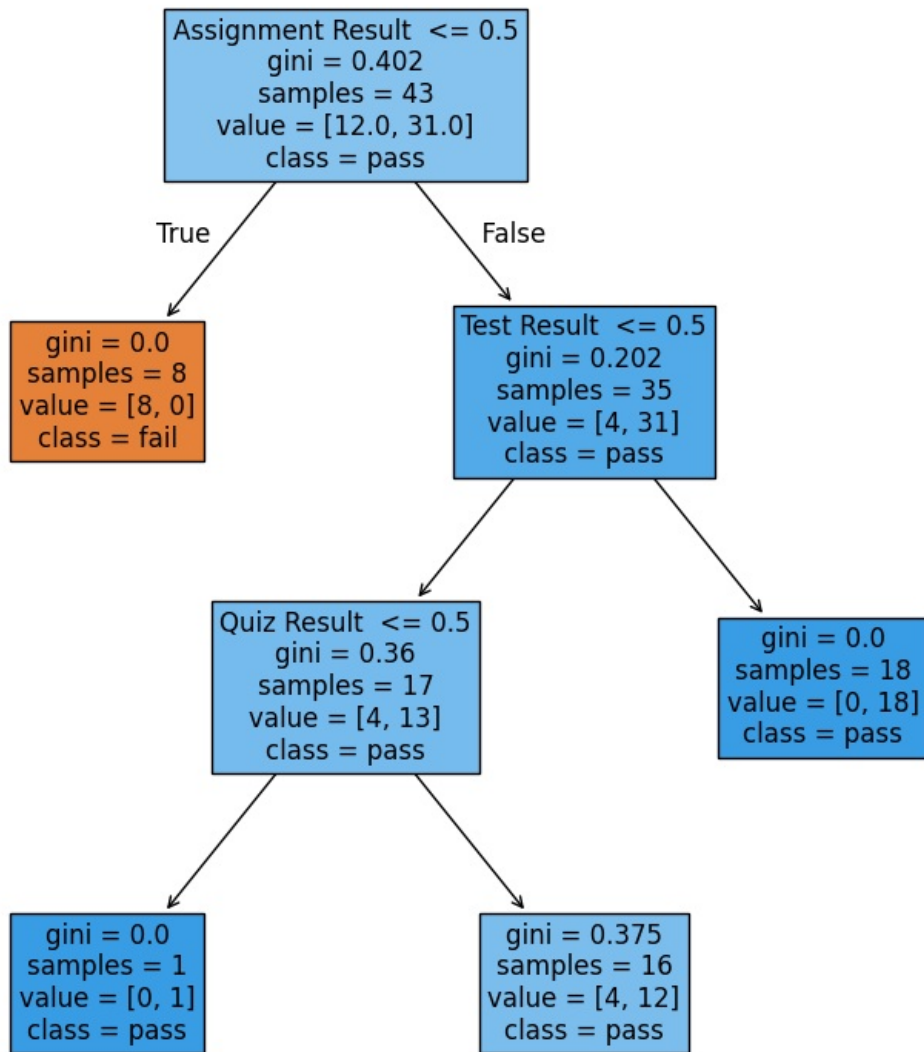 Assignment Result  <= 0.5
gini = 0.402
samples = 43
value = [12.0, 31.0]
class = pass
True
False
gini = 0.0
samples = 8
value = [8, 0]
class = fail
Test Result  <= 0.5
gini = 0.202
samples = 35
value = [4, 31]
class = pass
Quiz Result  <= 0.5
gini = 0.36
samples = 17
value = [4, 13]
class = pass
gini = 0.0
samples = 18
value = [0, 18]
class = pass
gini = 0.0
samples = 1
value = [0, 1]
class = pass
gini = 0.375
samples = 16
value = [4, 12]
class = pass